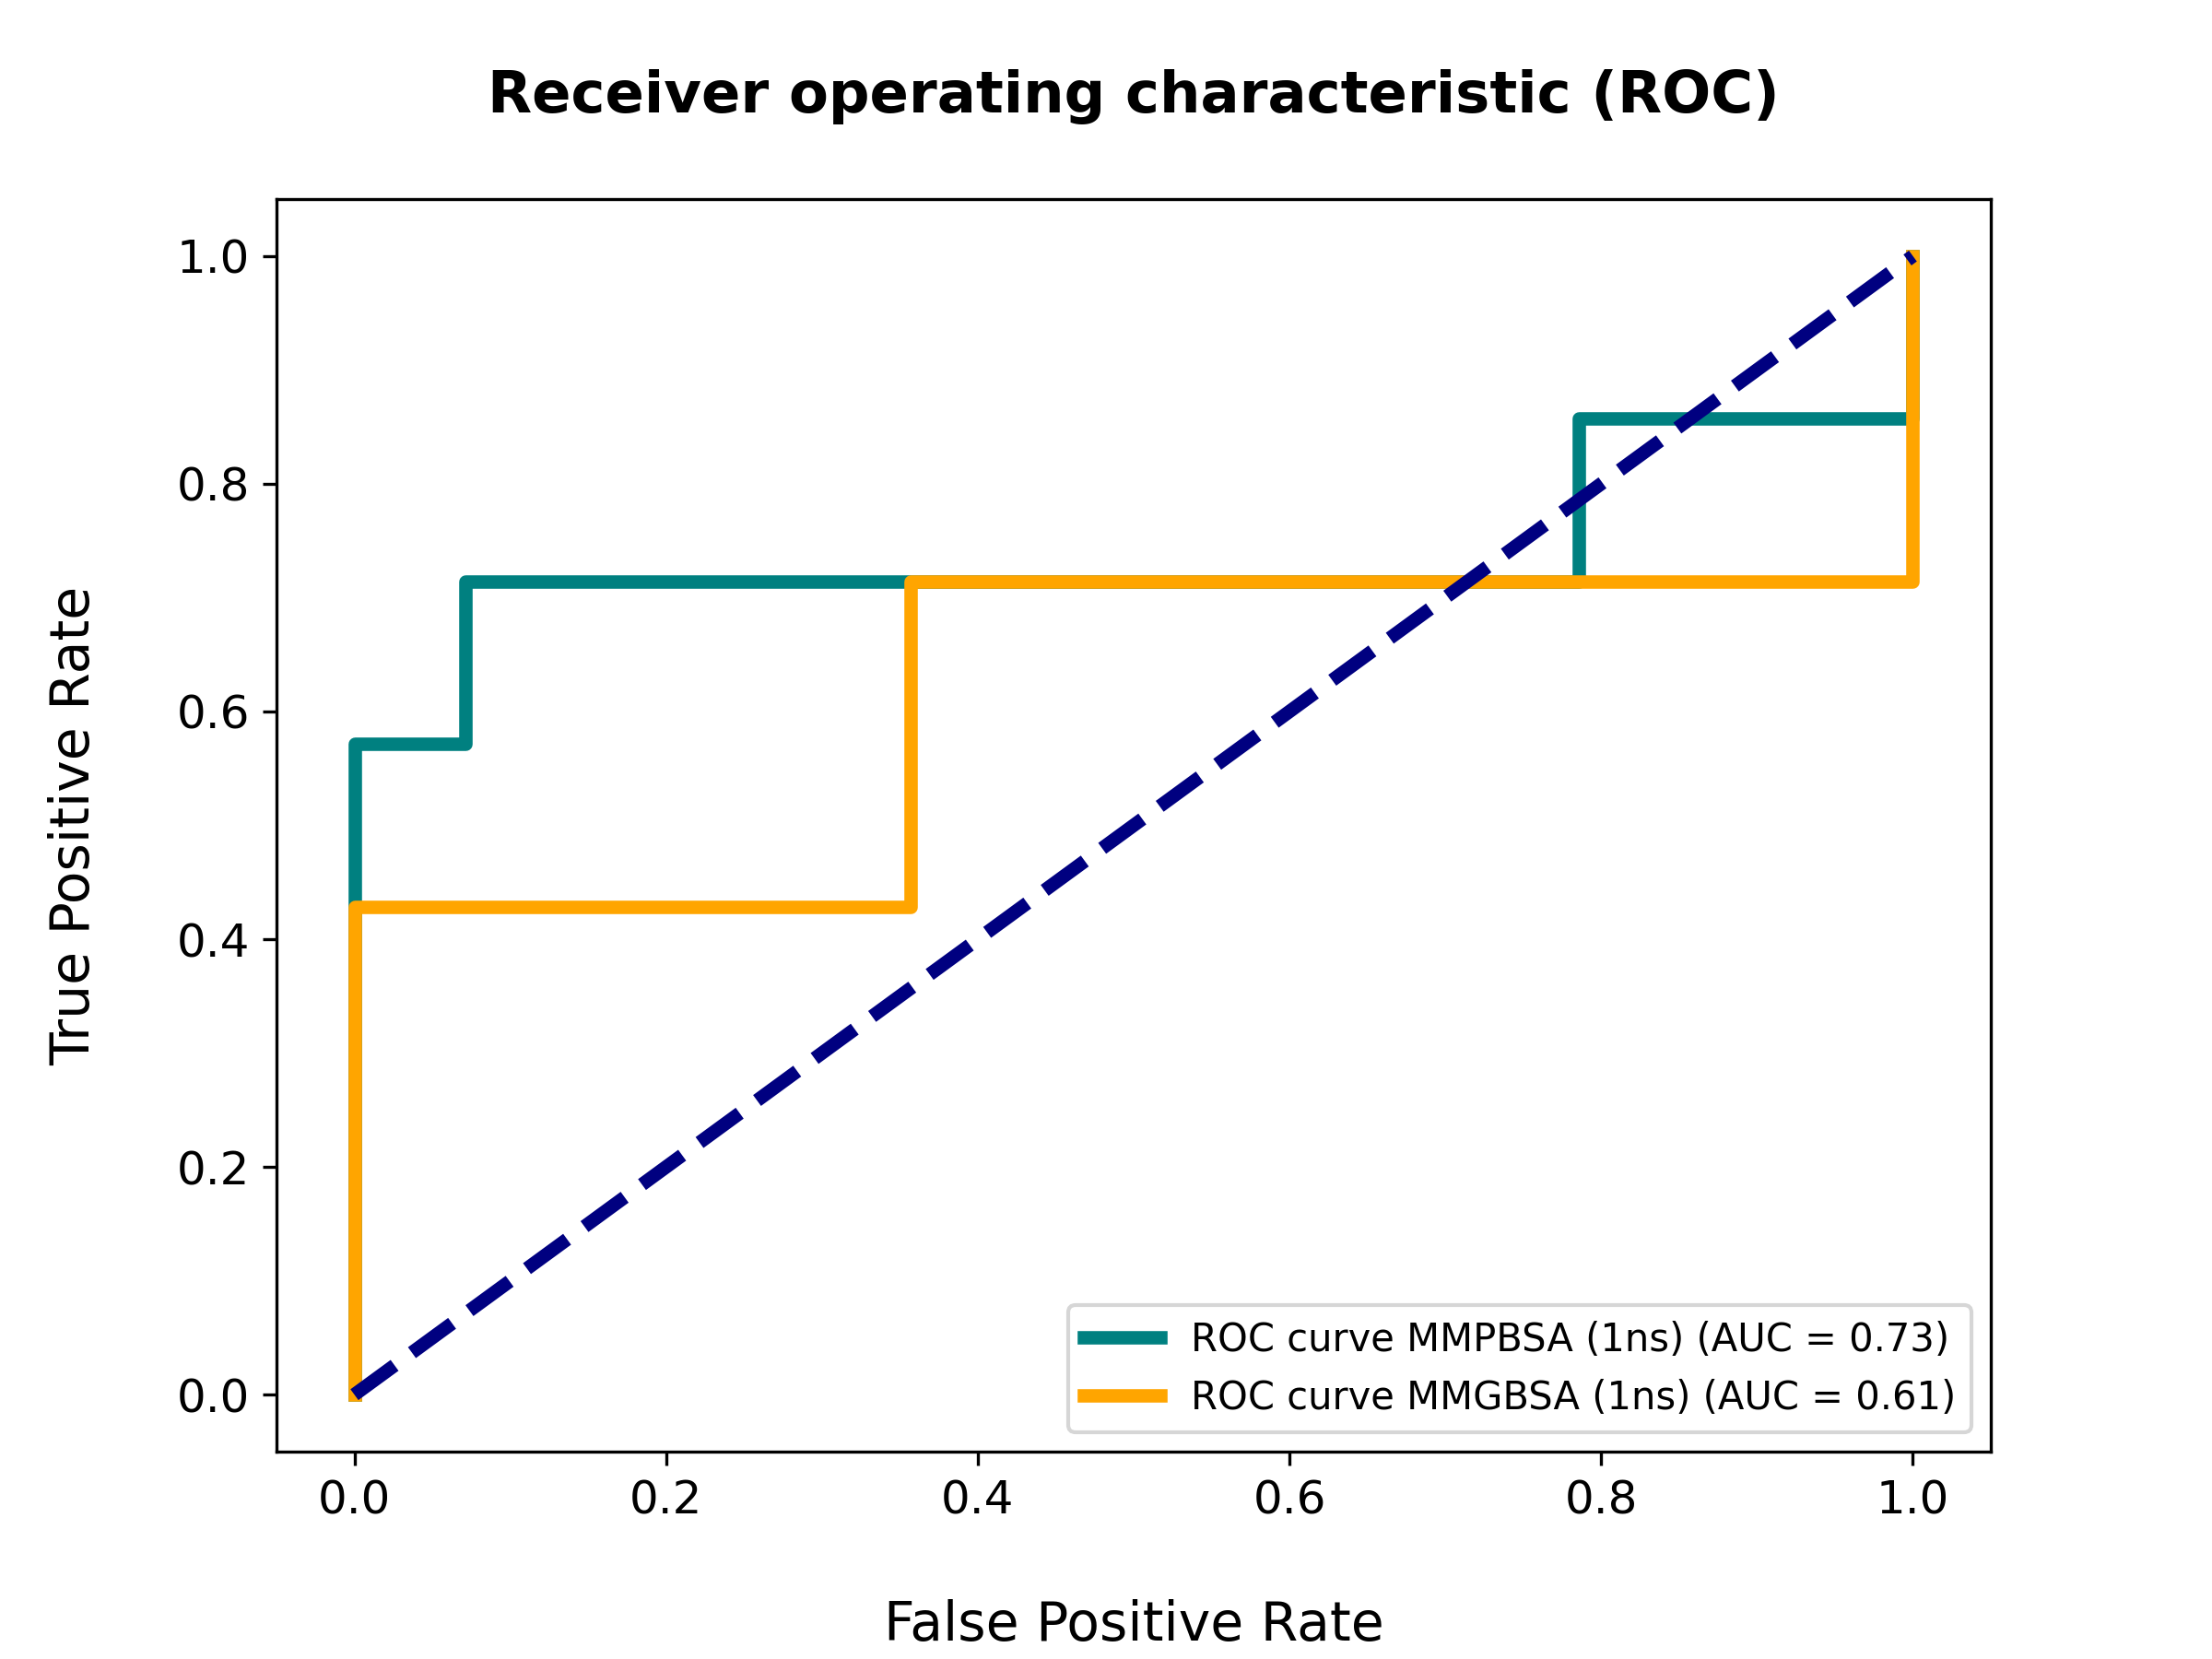 Receiver operating characteristic (ROC)
1.0
0.8
0.6
0.4
0.2
0.0
True Positive Rate
ROC curve MMPBSA (1ns) (AUC = 0.73)
ROC curve MMGBSA (1ns) (AUC = 0.61)
0.0 0.2 0.4 0.6 0.8 1.0
False Positive Rate